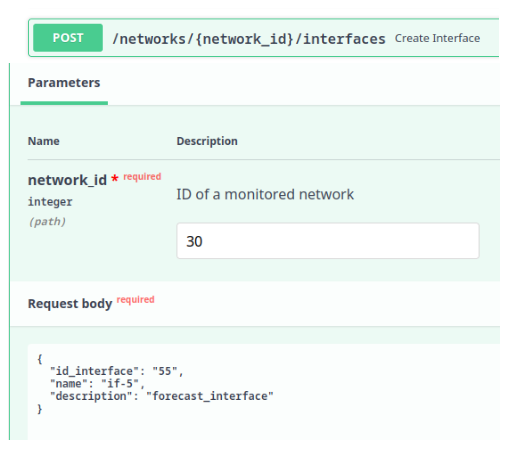 POST /networks/{network_id}/interfaces Create Interface
Parameters
Name Description
network_id * required
integer
(path)
ID of a monitored network
30
Request body required
{
"id_interface": "55",
"name": "if-5",
"description": "forecast_interface"
}